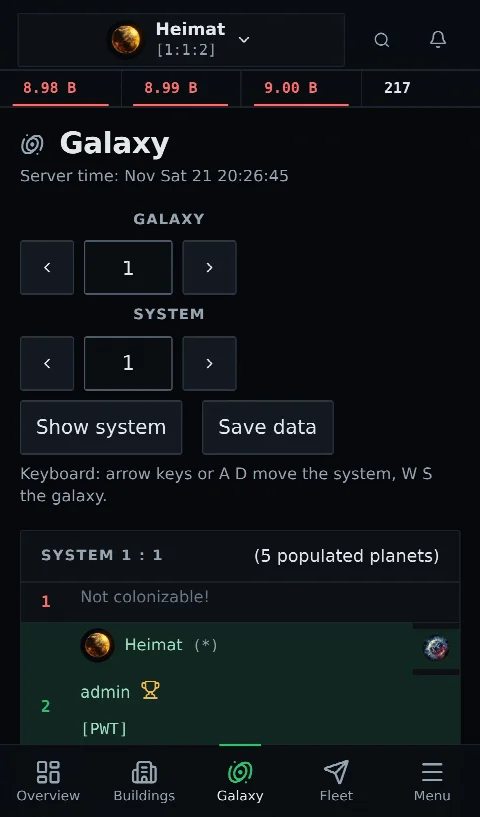 Heimat
[1:1:2]
8.98 B 8.99 B 9.00 B 217
Galaxy
Server time: Nov Sat 21 20:26:45
GALAXY
1
SYSTEM
1
Show system Save data
Keyboard: arrow keys or A D move the system, W S
the galaxy.
SYSTEM 1 : 1 (5 populated planets)
1 Not colonizable!
Heimat (*)
admin
2
[PWT]
Overview Buildings Galaxy Fleet Menu